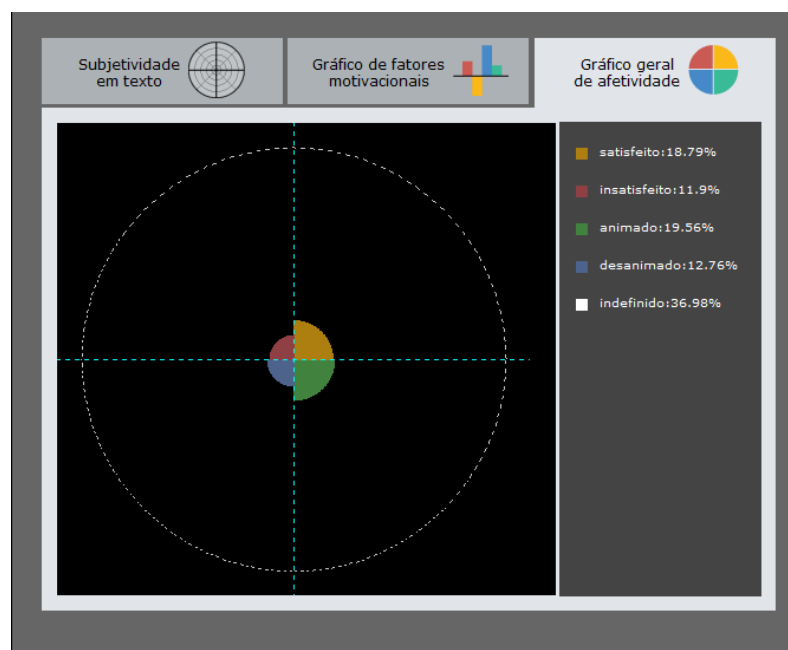 Subjetividade
em texto
Gráfico de fatores
motivacionais
Gráfico geral
de afetividade
satisfeito:18.79%
insatisfeito:11.9%
animado:19.56%
desanimado:12.76%
indefinido:36.98%